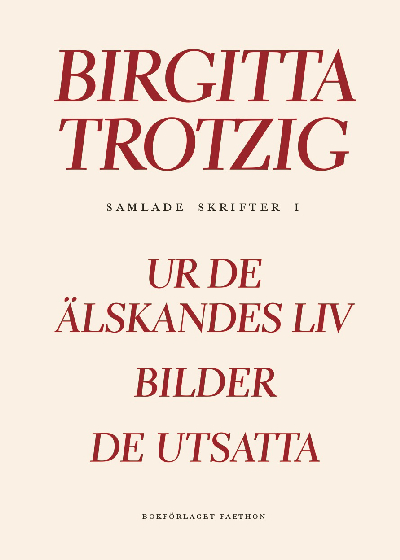 BIRGITTA
TROTZIG
SAMLADE SKRIFTER I
UR DE
ÄLSKANDES LIV
BILDER
DE UTSATTA
BOKFÖRLAGET FAETHON